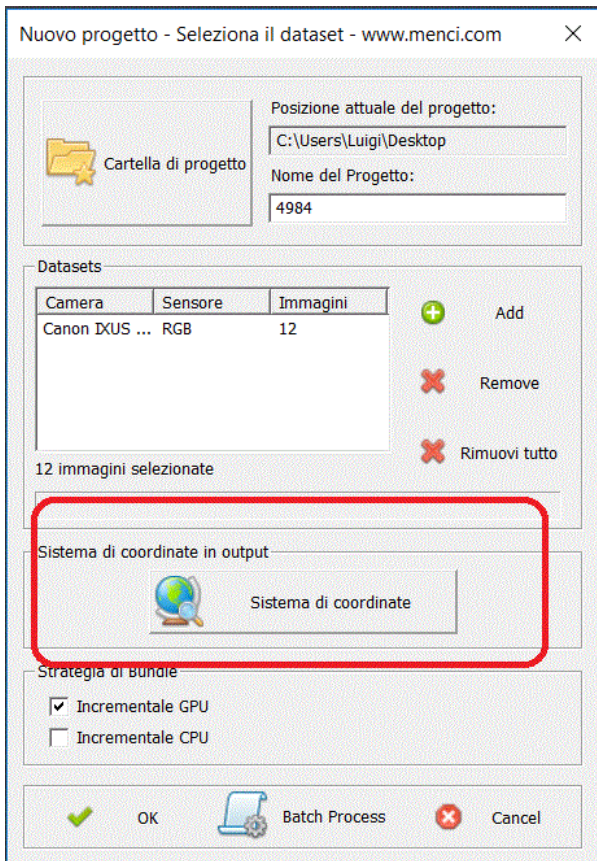 Nuovo progetto - Seleziona il dataset - www.menci.com
Cartella di progetto
Posizione attuale del progetto:
C:\Users\Luigi\Desktop
Nome del Progetto:
4984
Datasets
Camera Sensore Immagini
Canon IXUS ... RGB 12
Add
Remove
Rimuovi tutto
12 immagini selezionate
Sistema di coordinate in output
Sistema di coordinate
Strategia di Bundle
Incrementale GPU
Incrementale CPU
OK Batch Process Cancel